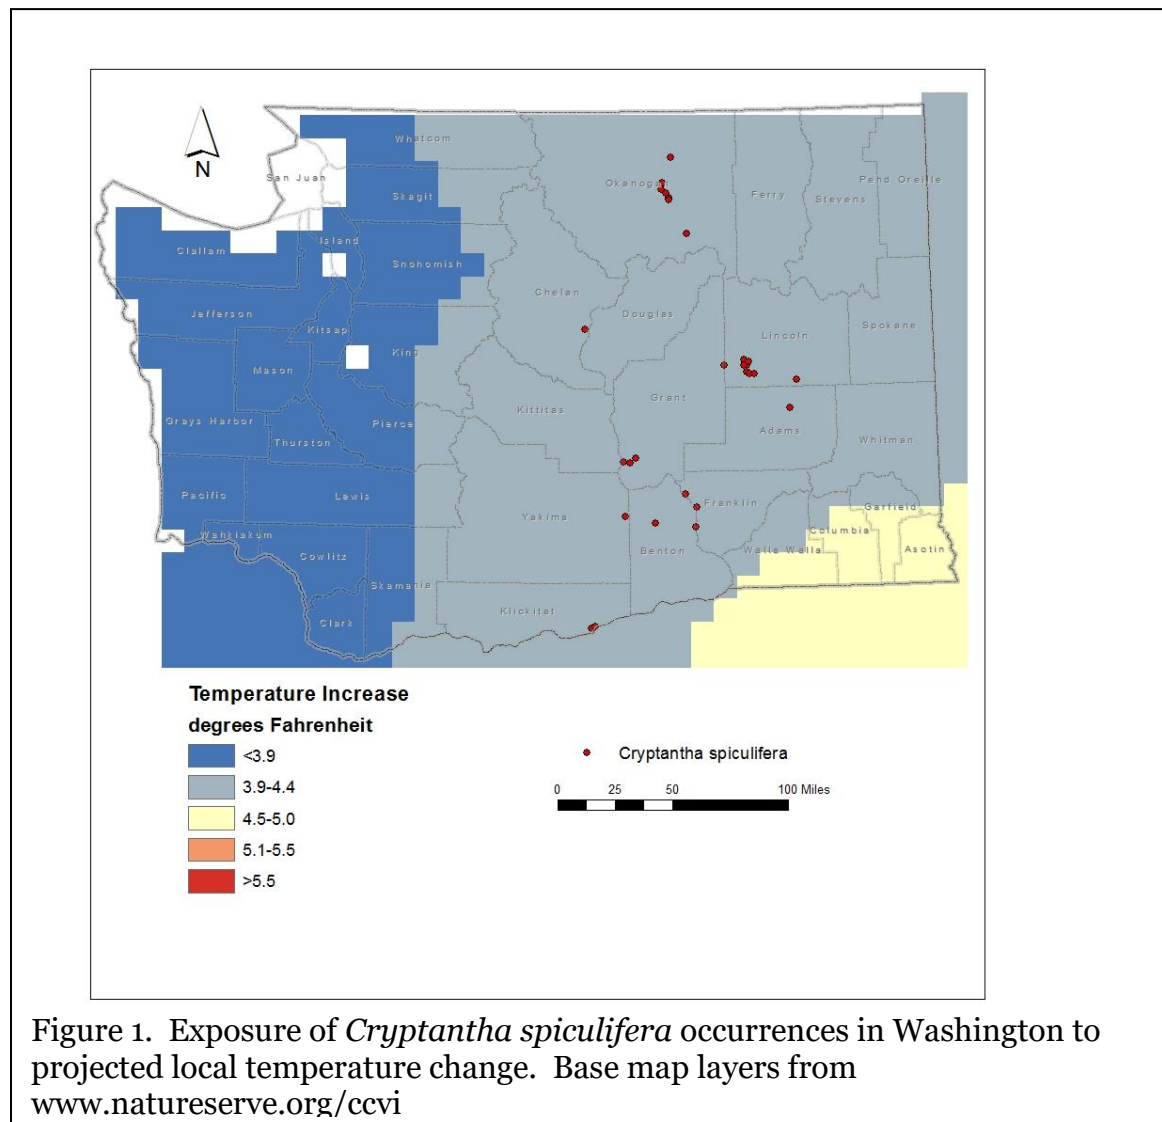 N
Whatcom
San Juan
Okanogan
Ferry
Stevens
Pend Oreille
Skagit
Island
Clallam
Snohomish
Chelan
Jefferson
Douglas
Kitsap
Lincoln
Spokane
King
Mason
Grant
Kittitas
Grays Harbor
Pierce
Adams
Whitman
Thurston
Pacific
Lewis
Yakima
Franklin
Garfield
Wahkiakum
Columbia
Cowlitz
Benton
Walla Walla
Asotin
Skamania
Klickitat
Clark
Temperature Increase
degrees Fahrenheit
<3.9
3.9-4.4
4.5-5.0
5.1-5.5
>5.5
Cryptantha spiculifera
0 25 50 100 Miles
Figure 1. Exposure of Cryptantha spiculifera occurrences in Washington to
projected local temperature change. Base map layers from
www.natureserve.org/ccvi